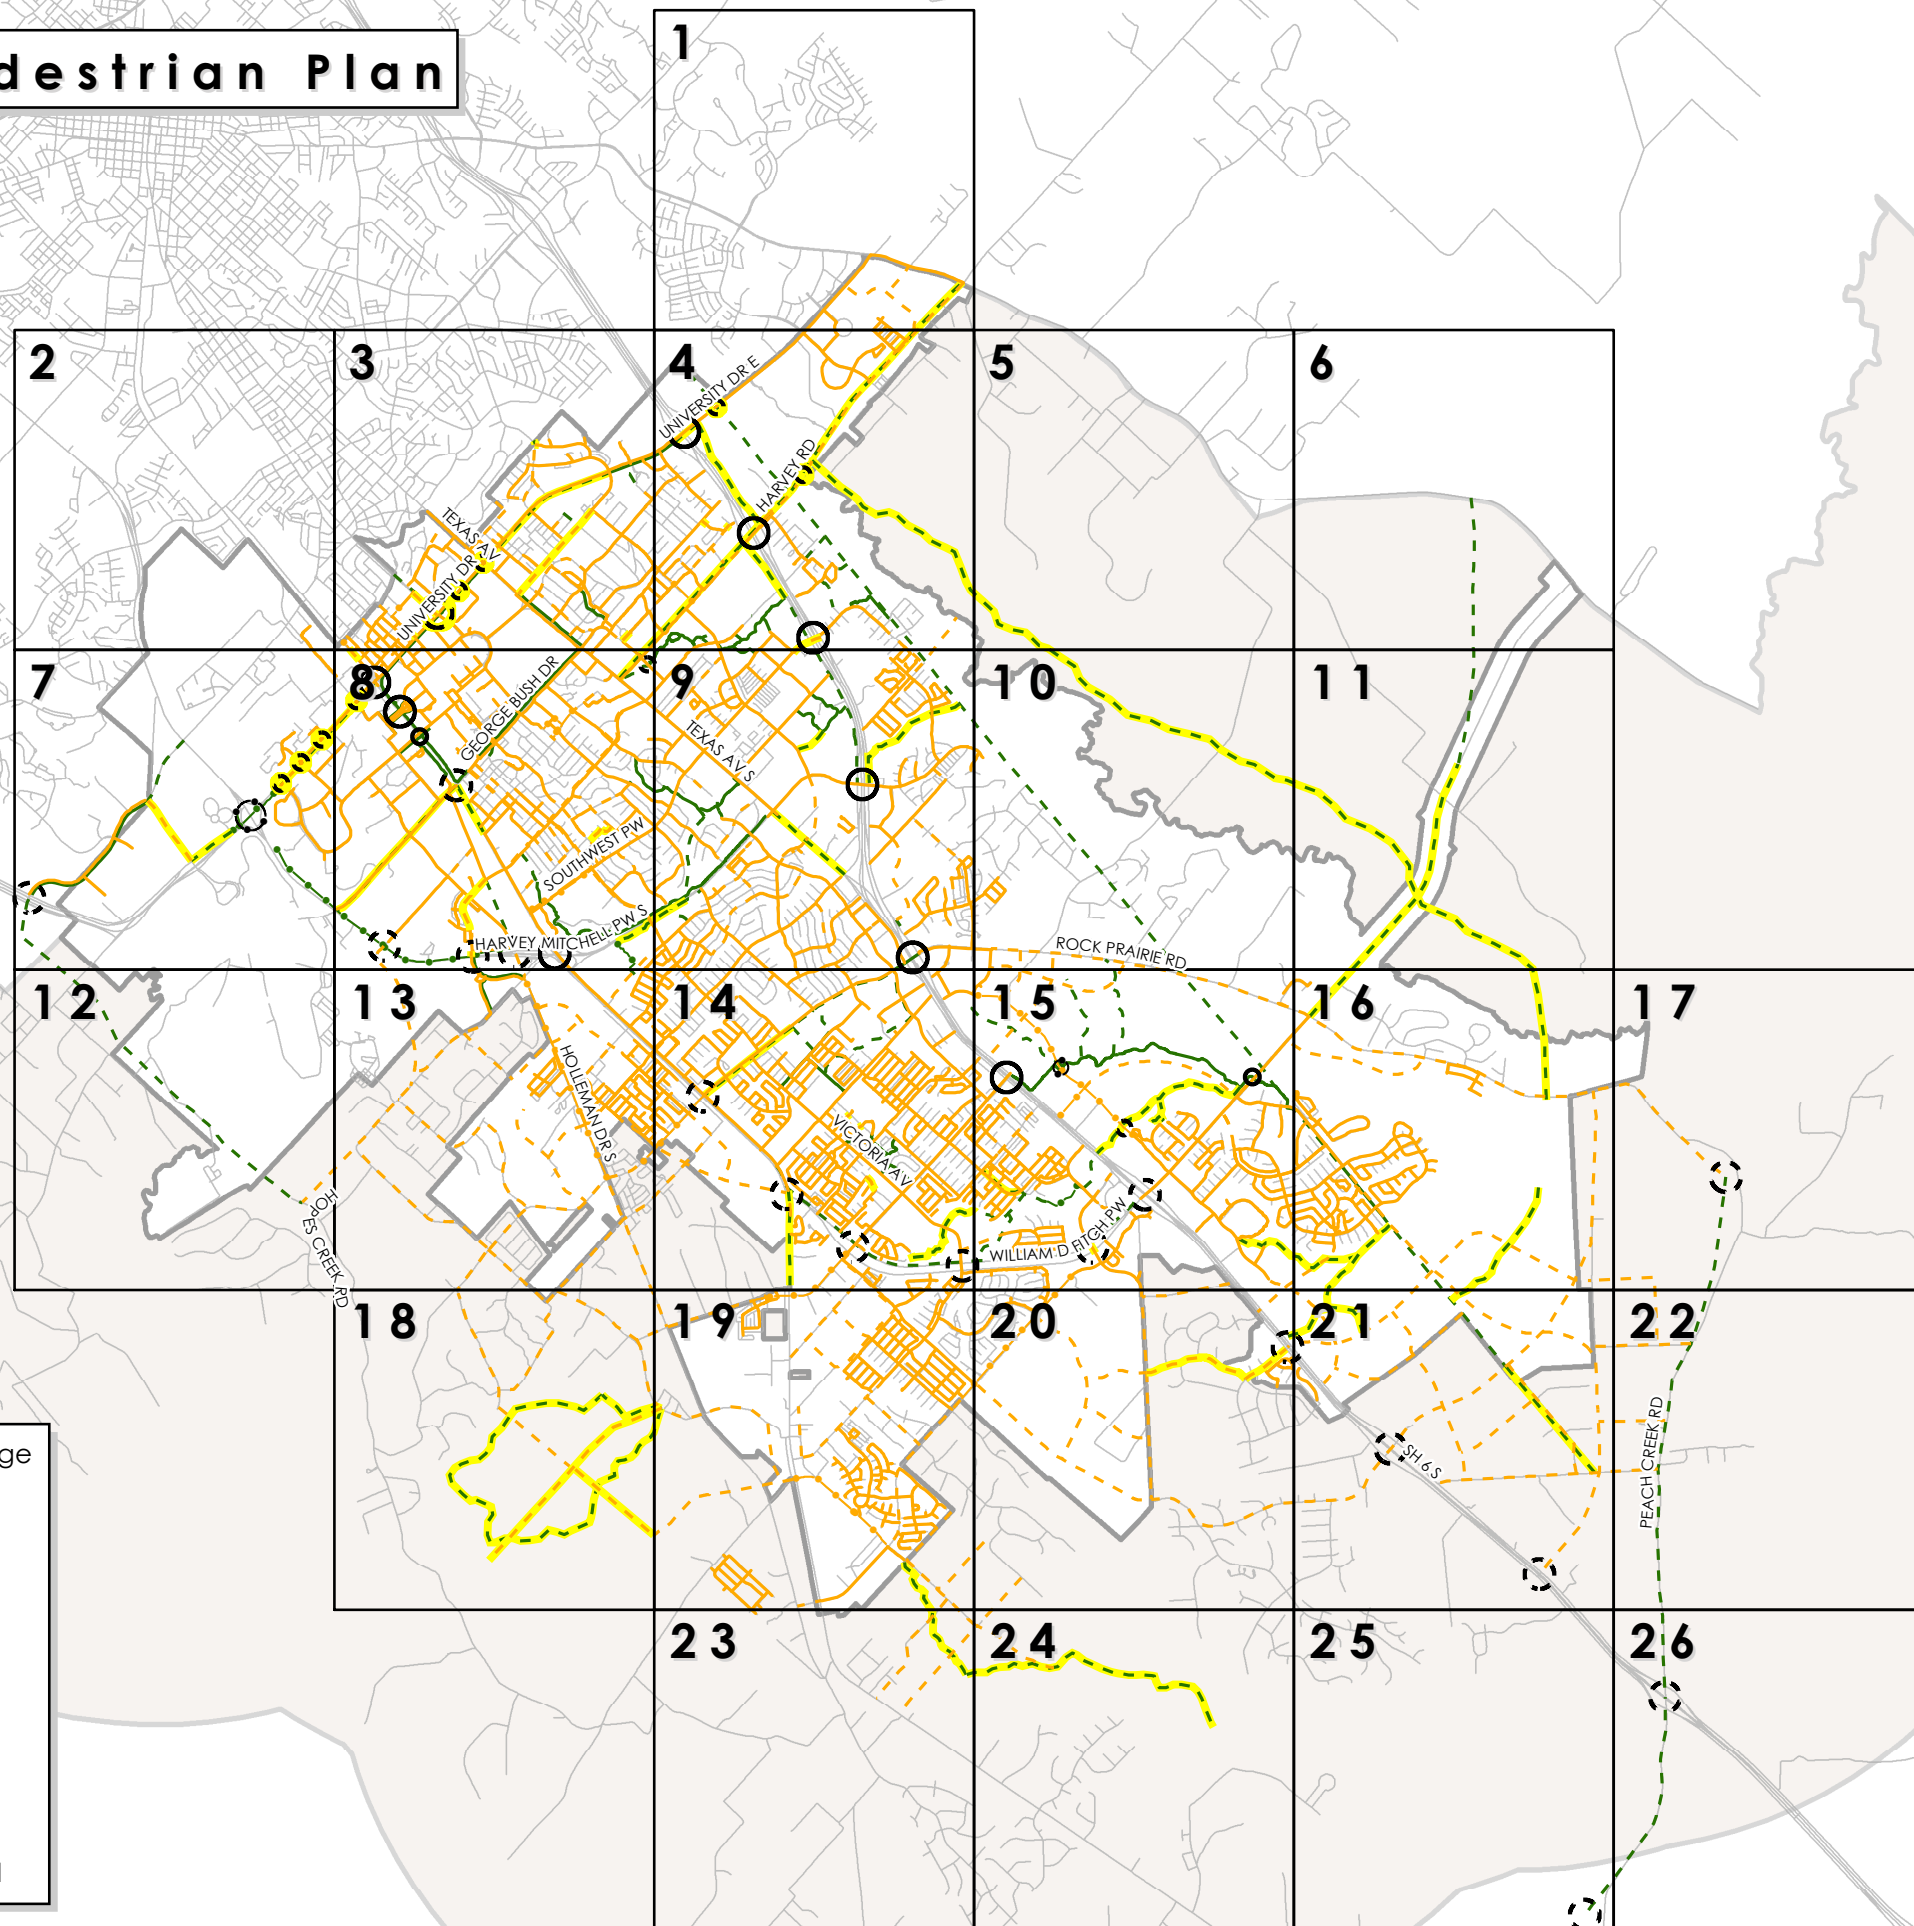 destrian Plan
1
2
3
4
5
6
UNIVERSITY DR E
HARVEY RD
TEXAS AV
UNIVERSITY DR
7
8
9
10
11
GEORGE BUSH DR
TEXAS AV S
SOUTHWEST PW
HARVEY MITCHELL PW S
ROCK PRAIRIE RD
12
13
14
15
16
17
HOLLEMAN DR S
VICTORIA AV
HOPES CREEK RD
WILLIAM D FITCH PW
18
19
20
21
22
SH 6 S
PEACH CREEK RD
ge
23
24
25
26